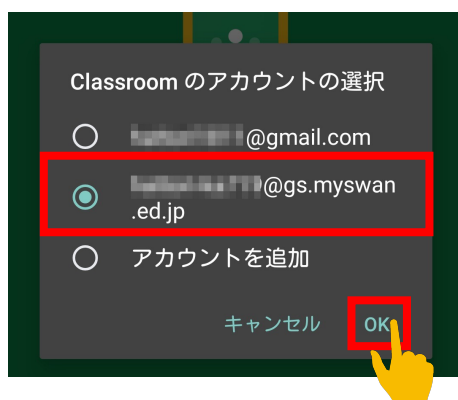 Classroom のアカウントの選択
@gmail.com
@gs.myswan
.ed.jp
アカウントを追加
キャンセル OK